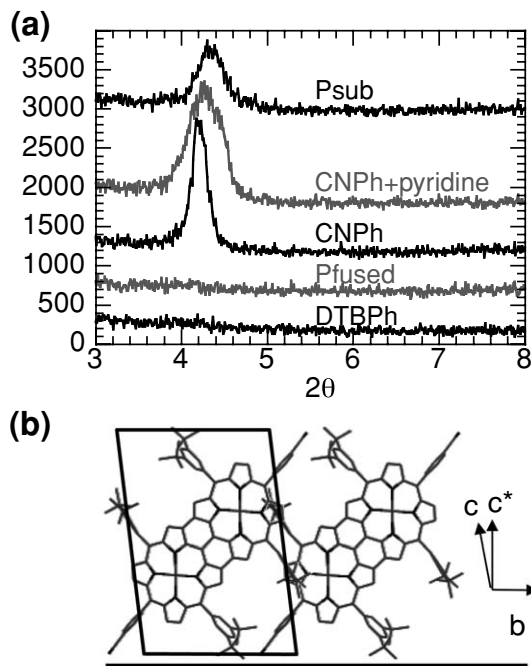 (a)
3500
3000
2500
2000
1500
1000
500
0
Psub
CNPh+pyridine
CNPh
Pfused
DTBPh
3 4 5 6 7 8
2θ
(b)
c c*
b